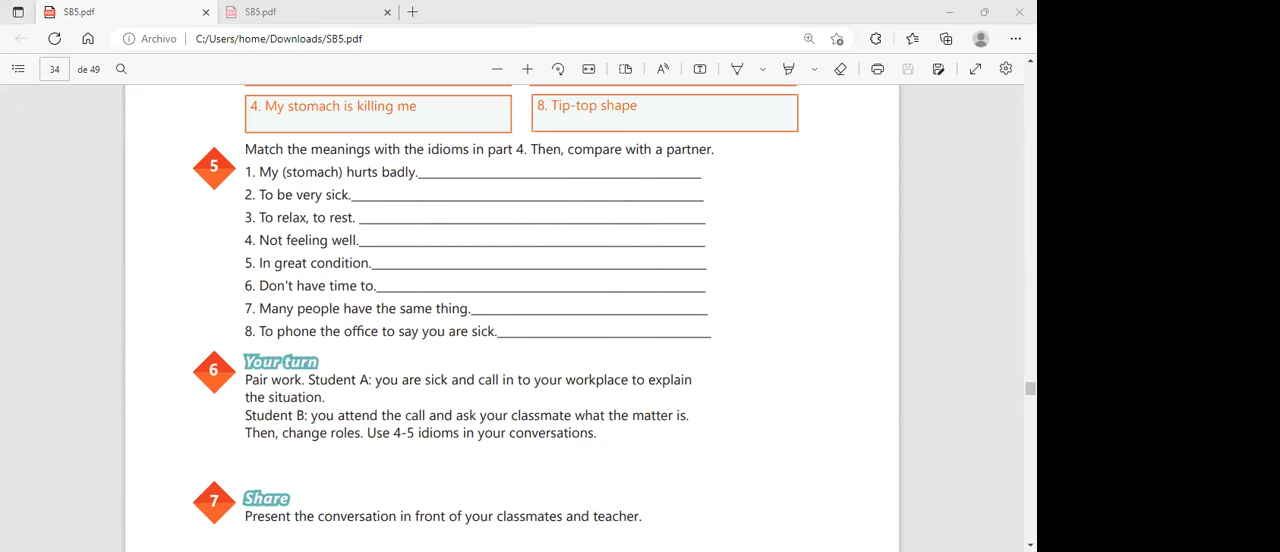 SB5.pdf
SB5.pdf
Archivo
C:/Users/home/Downloads/SB5.pdf
34
de 49
4. My stomach is killing me
8. Tip-top shape
5
Match the meanings with the idioms in part 4. Then, compare with a partner.
1. My (stomach) hurts badly.
2. To be very sick.
3. To relax, to rest.
4. Not feeling well.
5. In great condition.
6. Don't have time to.
7. Many people have the same thing.
8. To phone the office to say you are sick.
6
Your turn
Pair work. Student A: you are sick and call in to your workplace to explain
the situation.
Student B: you attend the call and ask your classmate what the matter is.
Then, change roles. Use 4-5 idioms in your conversations.
7
Share
Present the conversation in front of your classmates and teacher.